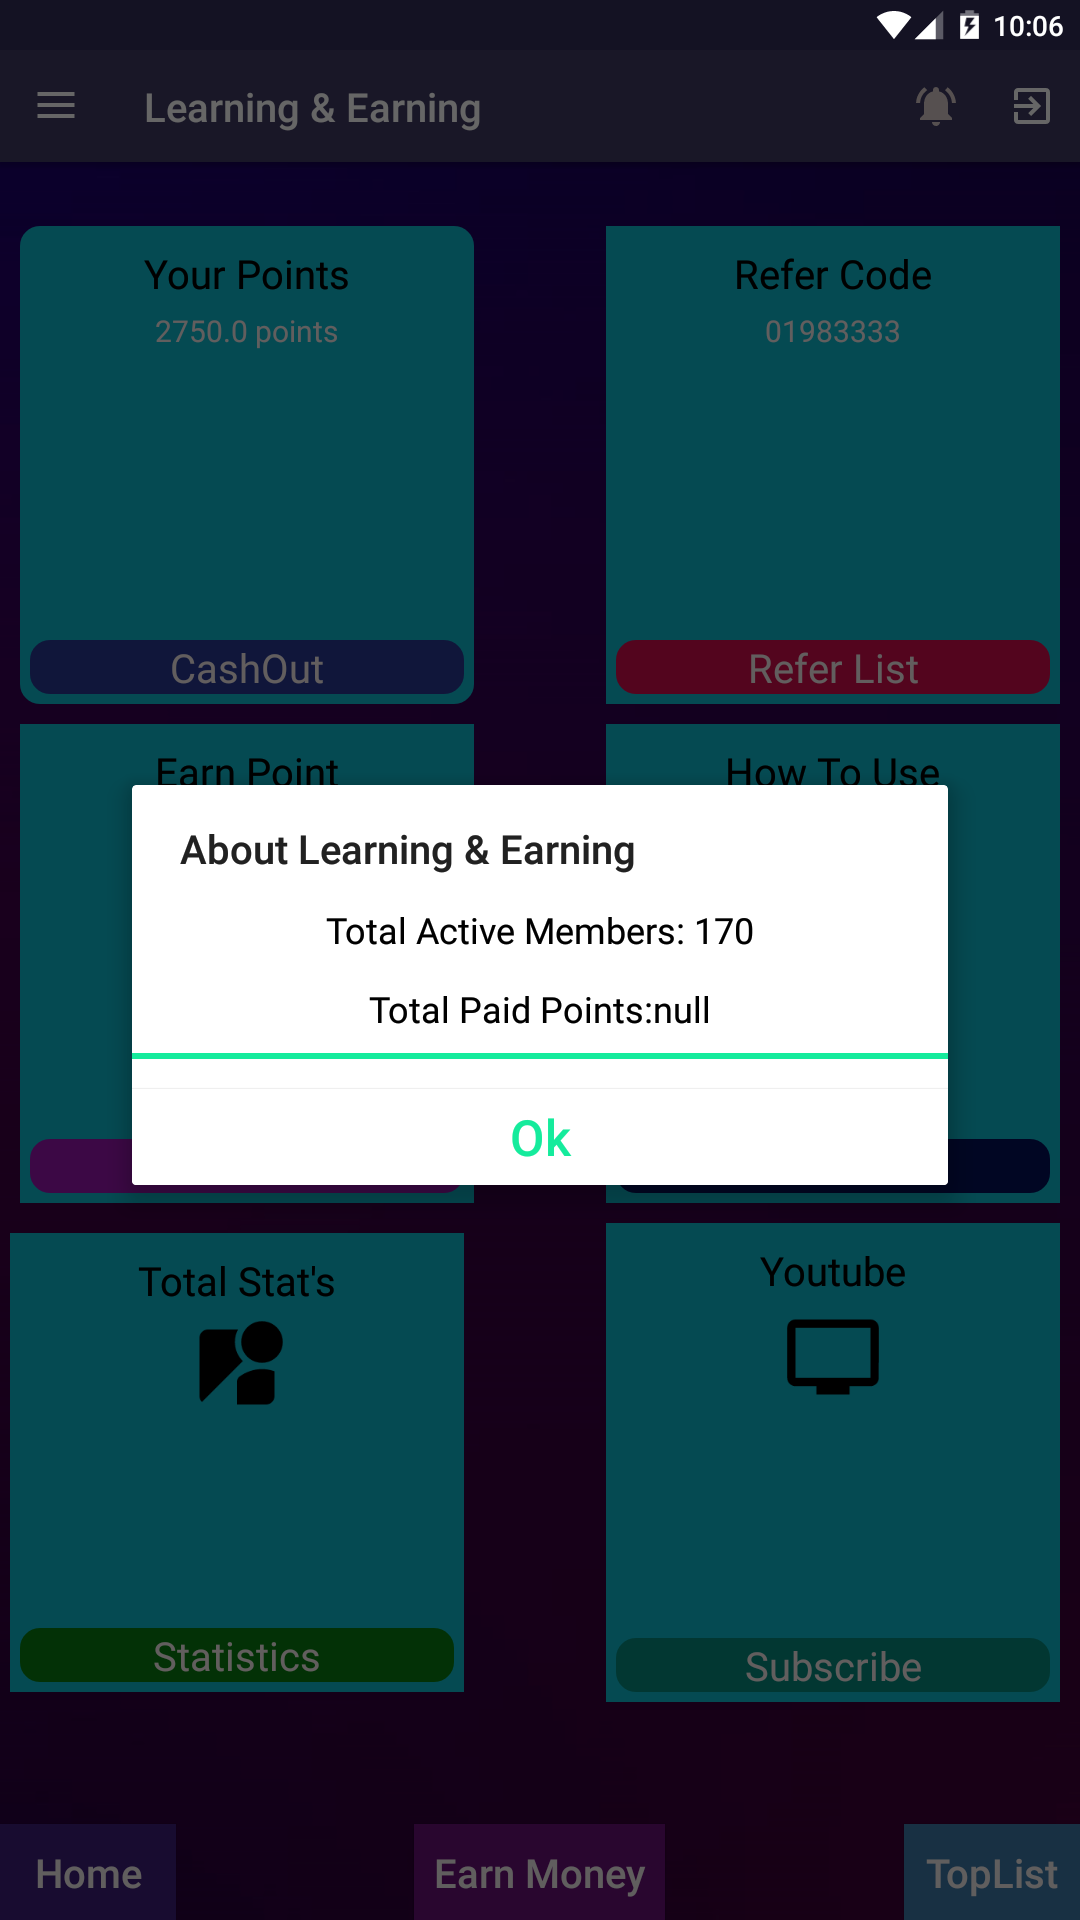 10:06
Learning & Earning
Your Points
2750.0 points
CashOut
Refer Code
01983333
Refer List
Earn Point
How To Use
About Learning & Earning
Total Active Members: 170
Total Paid Points:null
Ok
Total Stat's
Statistics
Youtube
Subscribe
Home
Earn Money
TopList